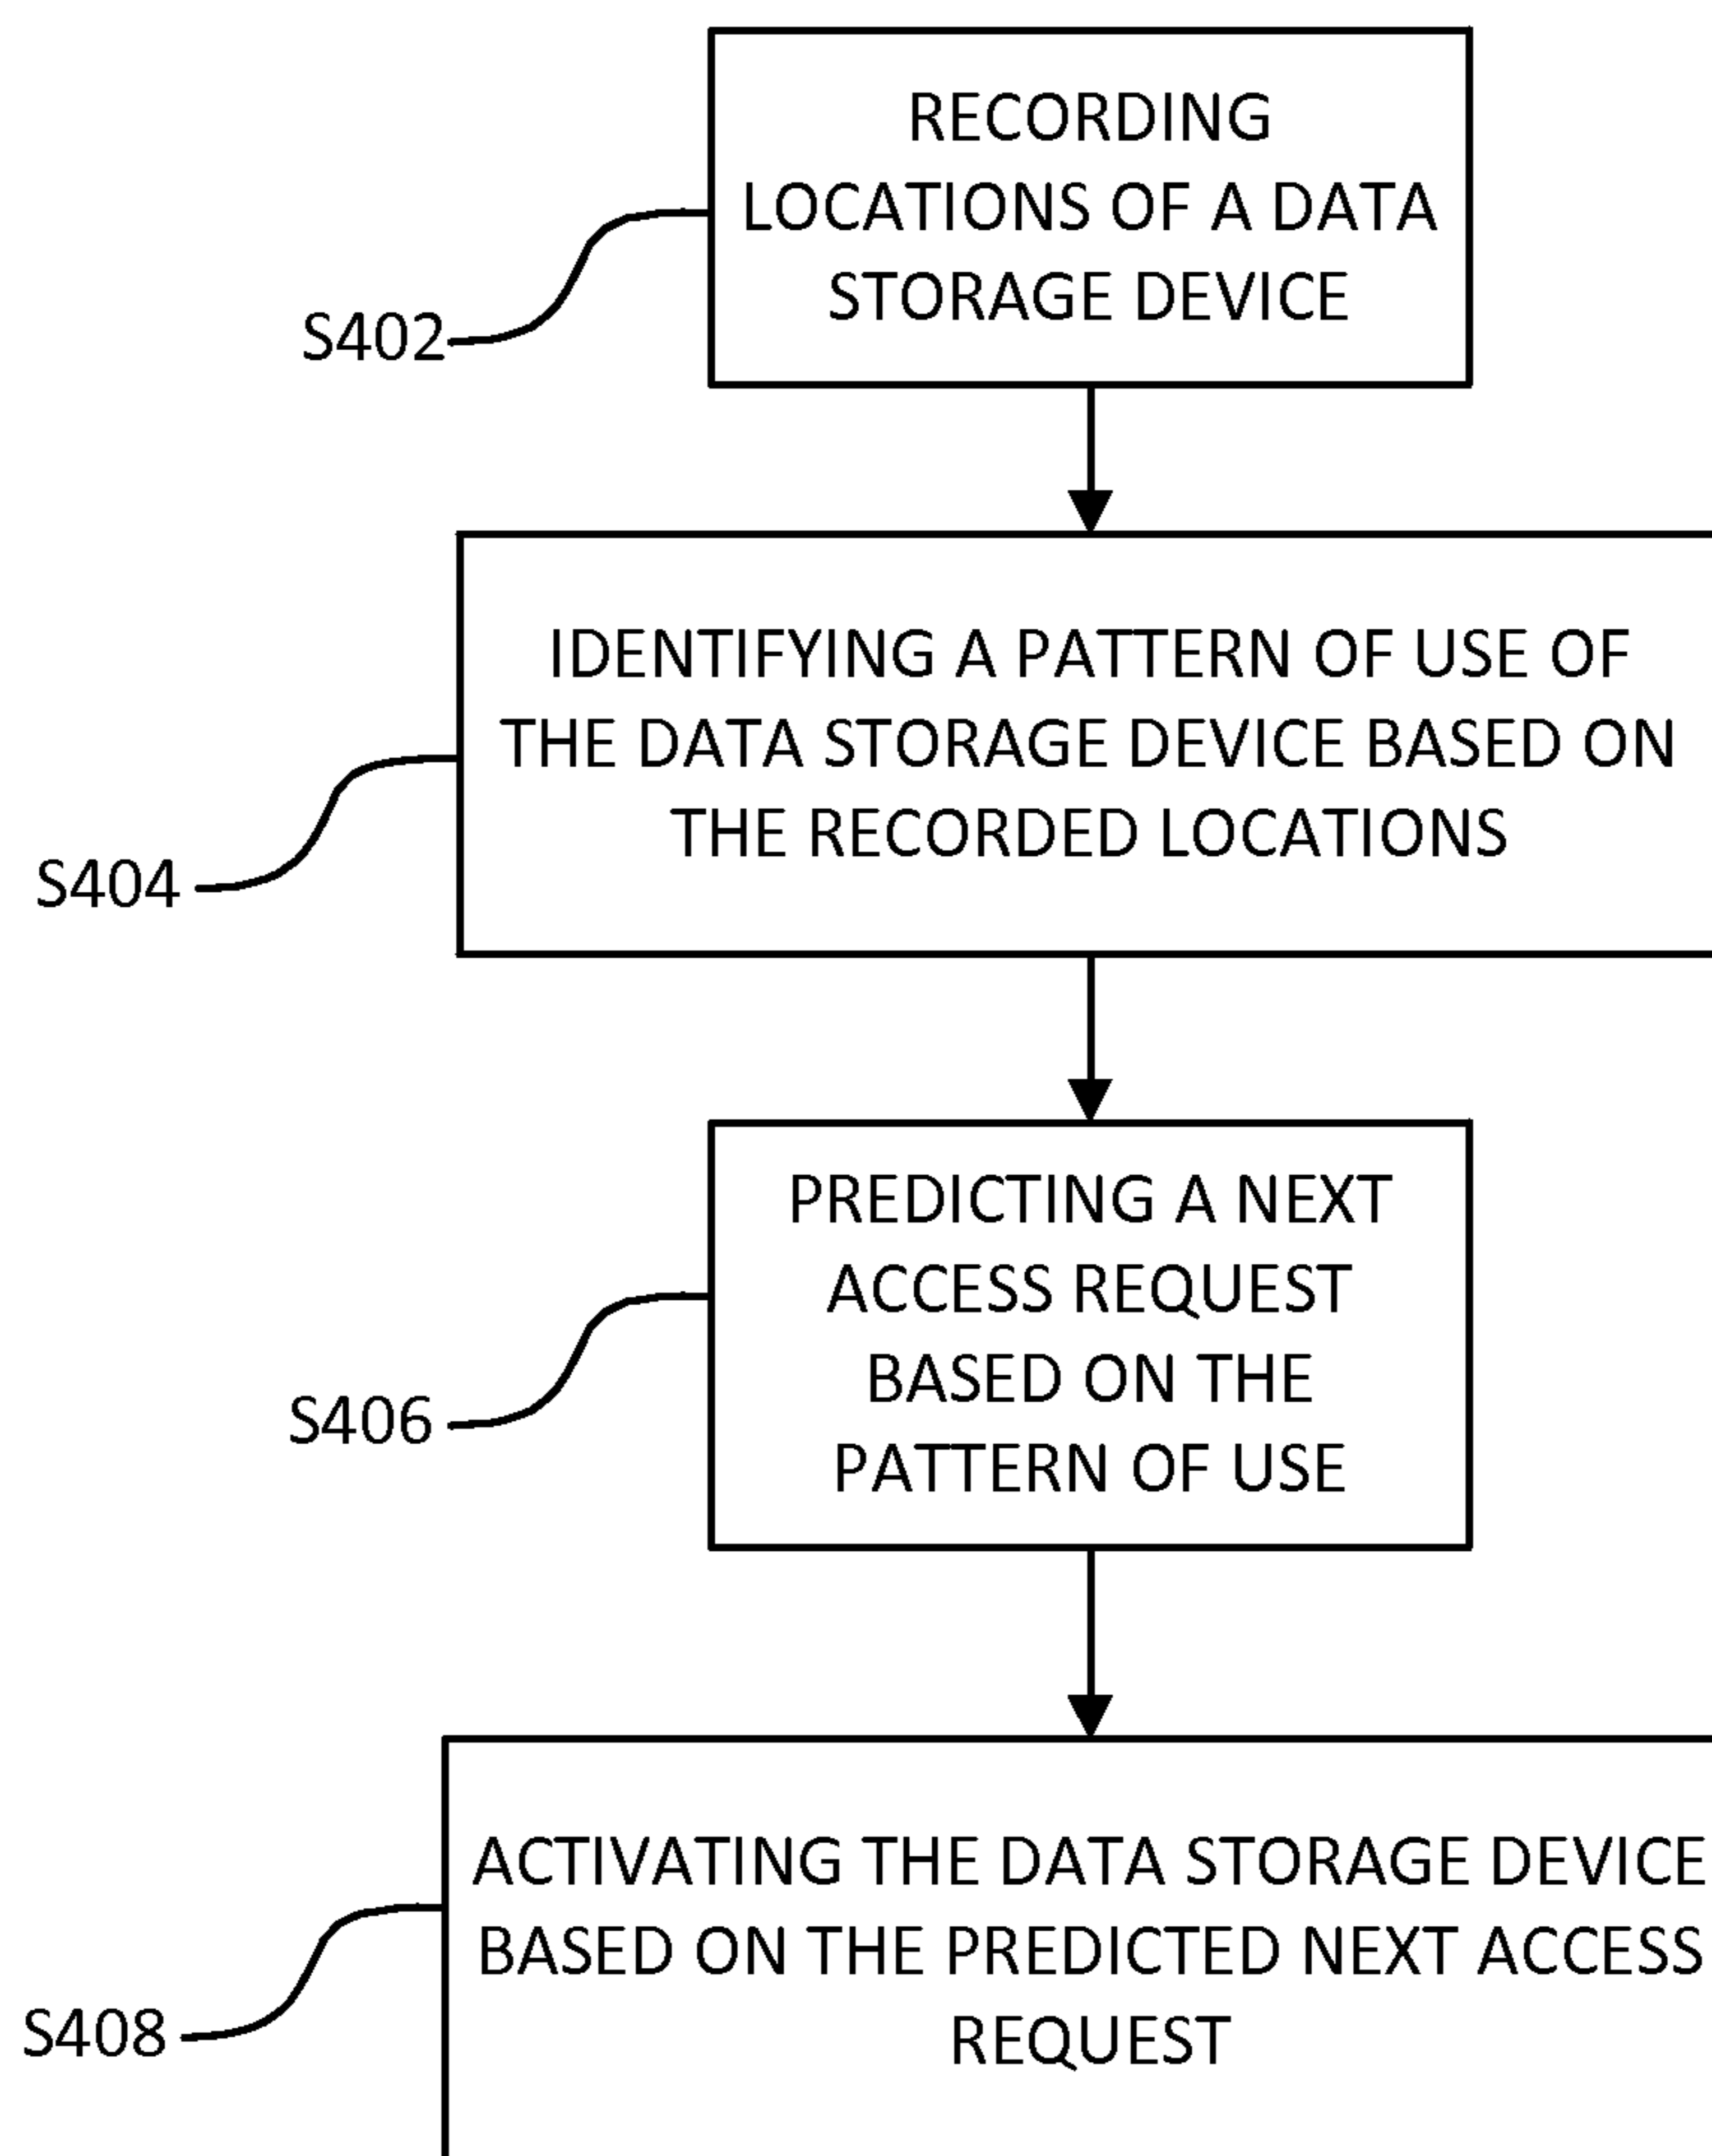 RECORDING
LOCATIONS OF A DATA
STORAGE DEVICE
S402
IDENTIFYING A PATTERN OF USE OF
THE DATA STORAGE DEVICE BASED ON
THE RECORDED LOCATIONS
S404
PREDICTING A NEXT
ACCESS REQUEST
BASED ON THE
PATTERN OF USE
S406
ACTIVATING THE DATA STORAGE DEVICE
BASED ON THE PREDICTED NEXT ACCESS
REQUEST
S408